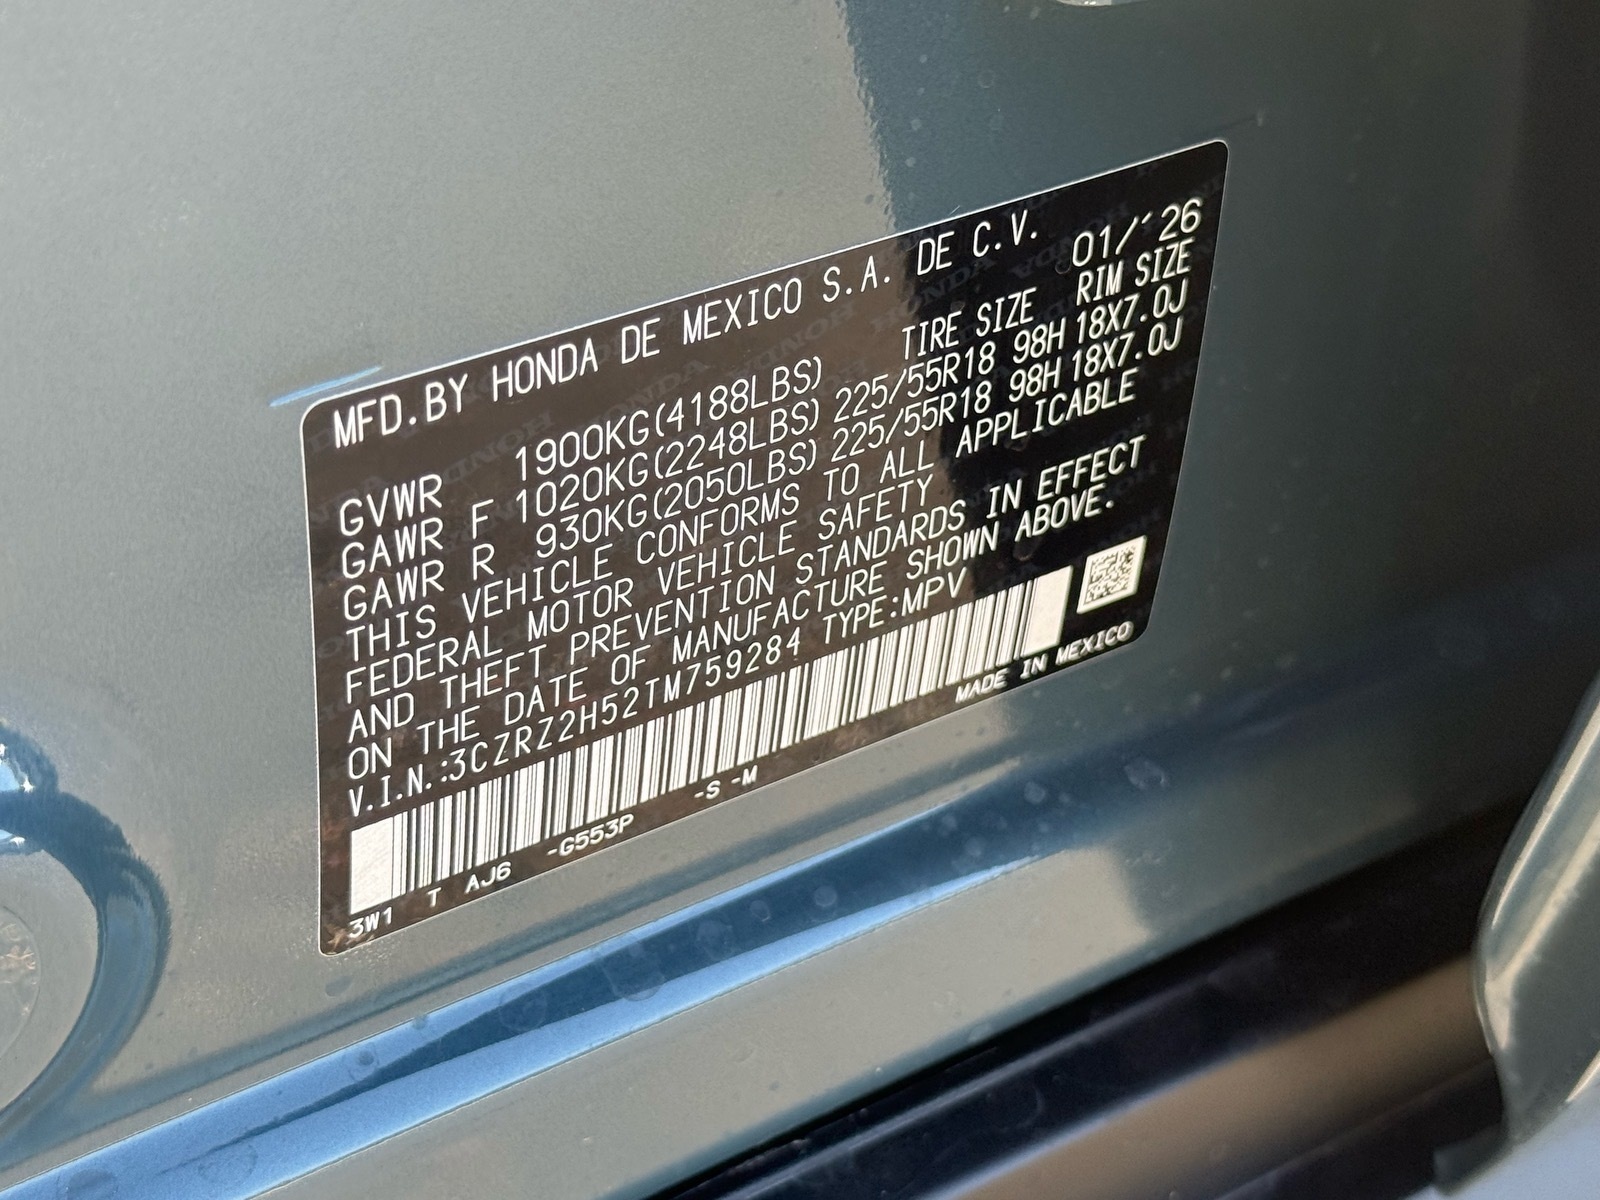 MFD.BY HONDA DE MEXICO S.A. DE C.V. 01/'26
TIRE SIZE RIM SIZE
GVWR 1900KG(4188LBS)
GAWR F 1020KG(2248LBS) 225/55R18 98H 18X7.0J
GAWR R 930KG(2050LBS) 225/55R18 98H 18X7.0J
THIS VEHICLE CONFORMS TO ALL APPLICABLE
FEDERAL MOTOR VEHICLE SAFETY
AND THEFT PREVENTION STANDARDS IN EFFECT
ON THE DATE OF MANUFACTURE SHOWN ABOVE.
V.I.N.:3CZRZ2H52TM759284 TYPE:MPV
3W1 T AJ6 -G553P -S -M MADE IN MEXICO